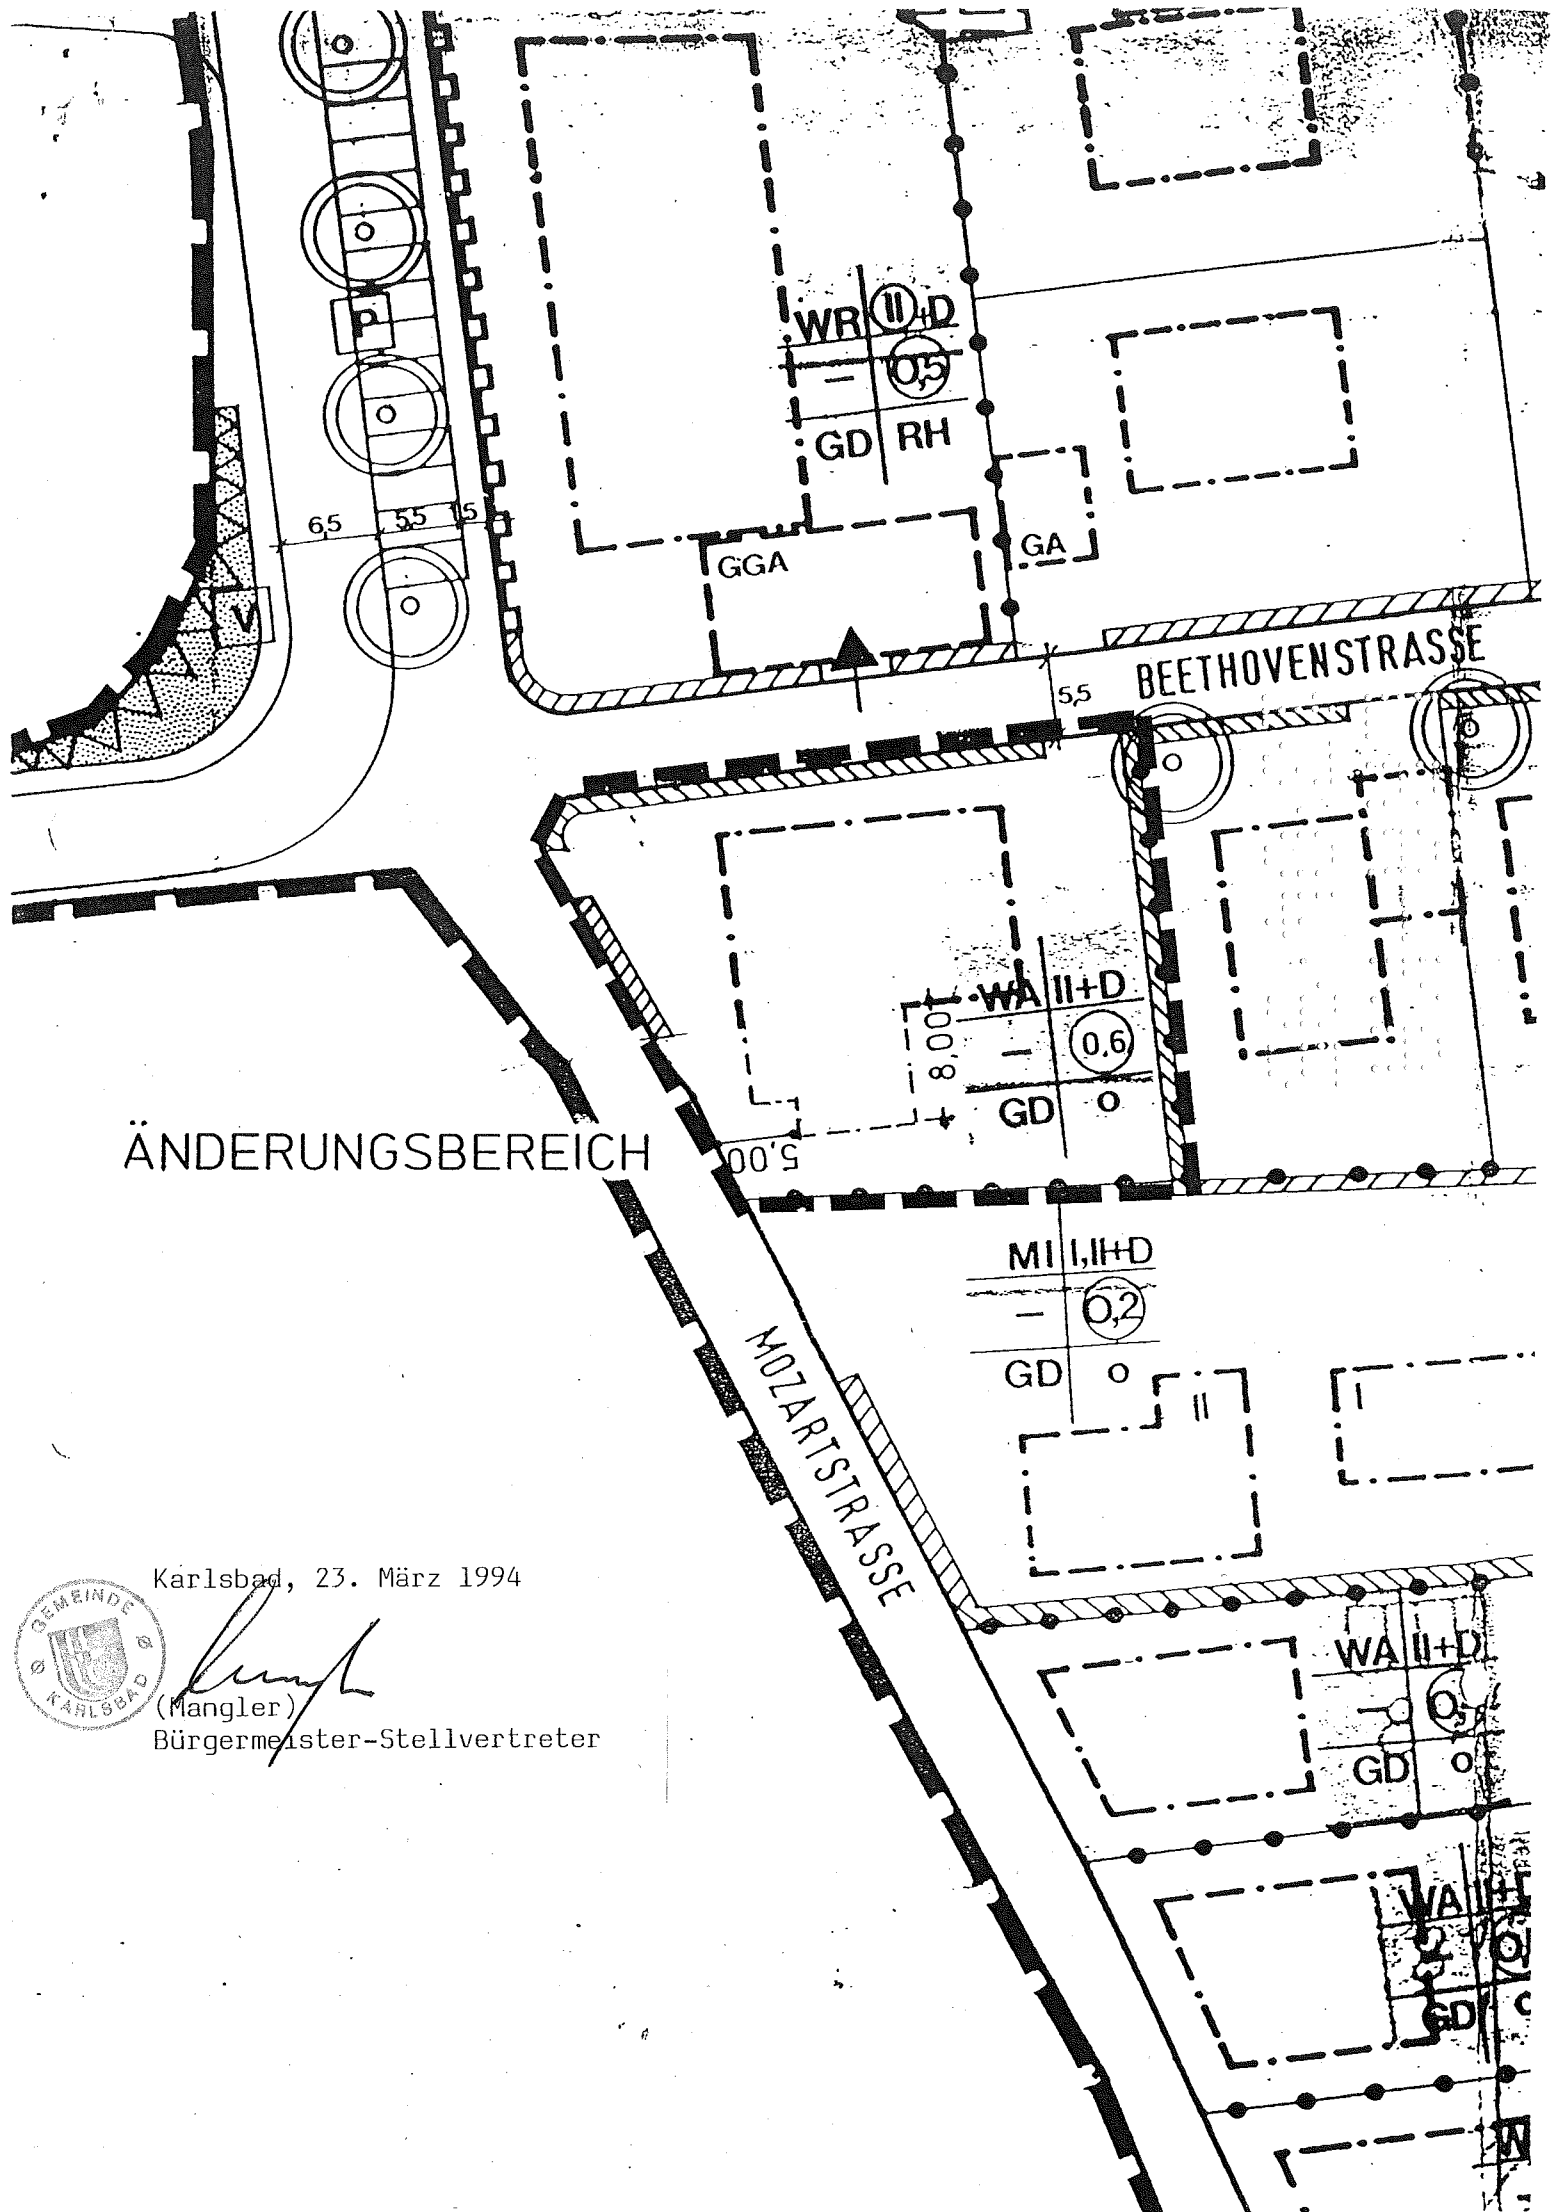 P
WR II+D
– 0,5
GD RH
6,5 5,5 1,5
GGA
GA
V
BEETHOVENSTRASSE
5,5
WA II+D
– 0,6
GD o
8,00
5,00
ÄNDERUNGSBEREICH
MI I,II+D
– 0,2
GD o
II
I
MOZARTSTRASSE
Karlsbad, 23. März 1994
GEMEINDE
KARLSBAD
(Mangler)
Bürgermeister-Stellvertreter
WA II+D
GD o
WA
GD